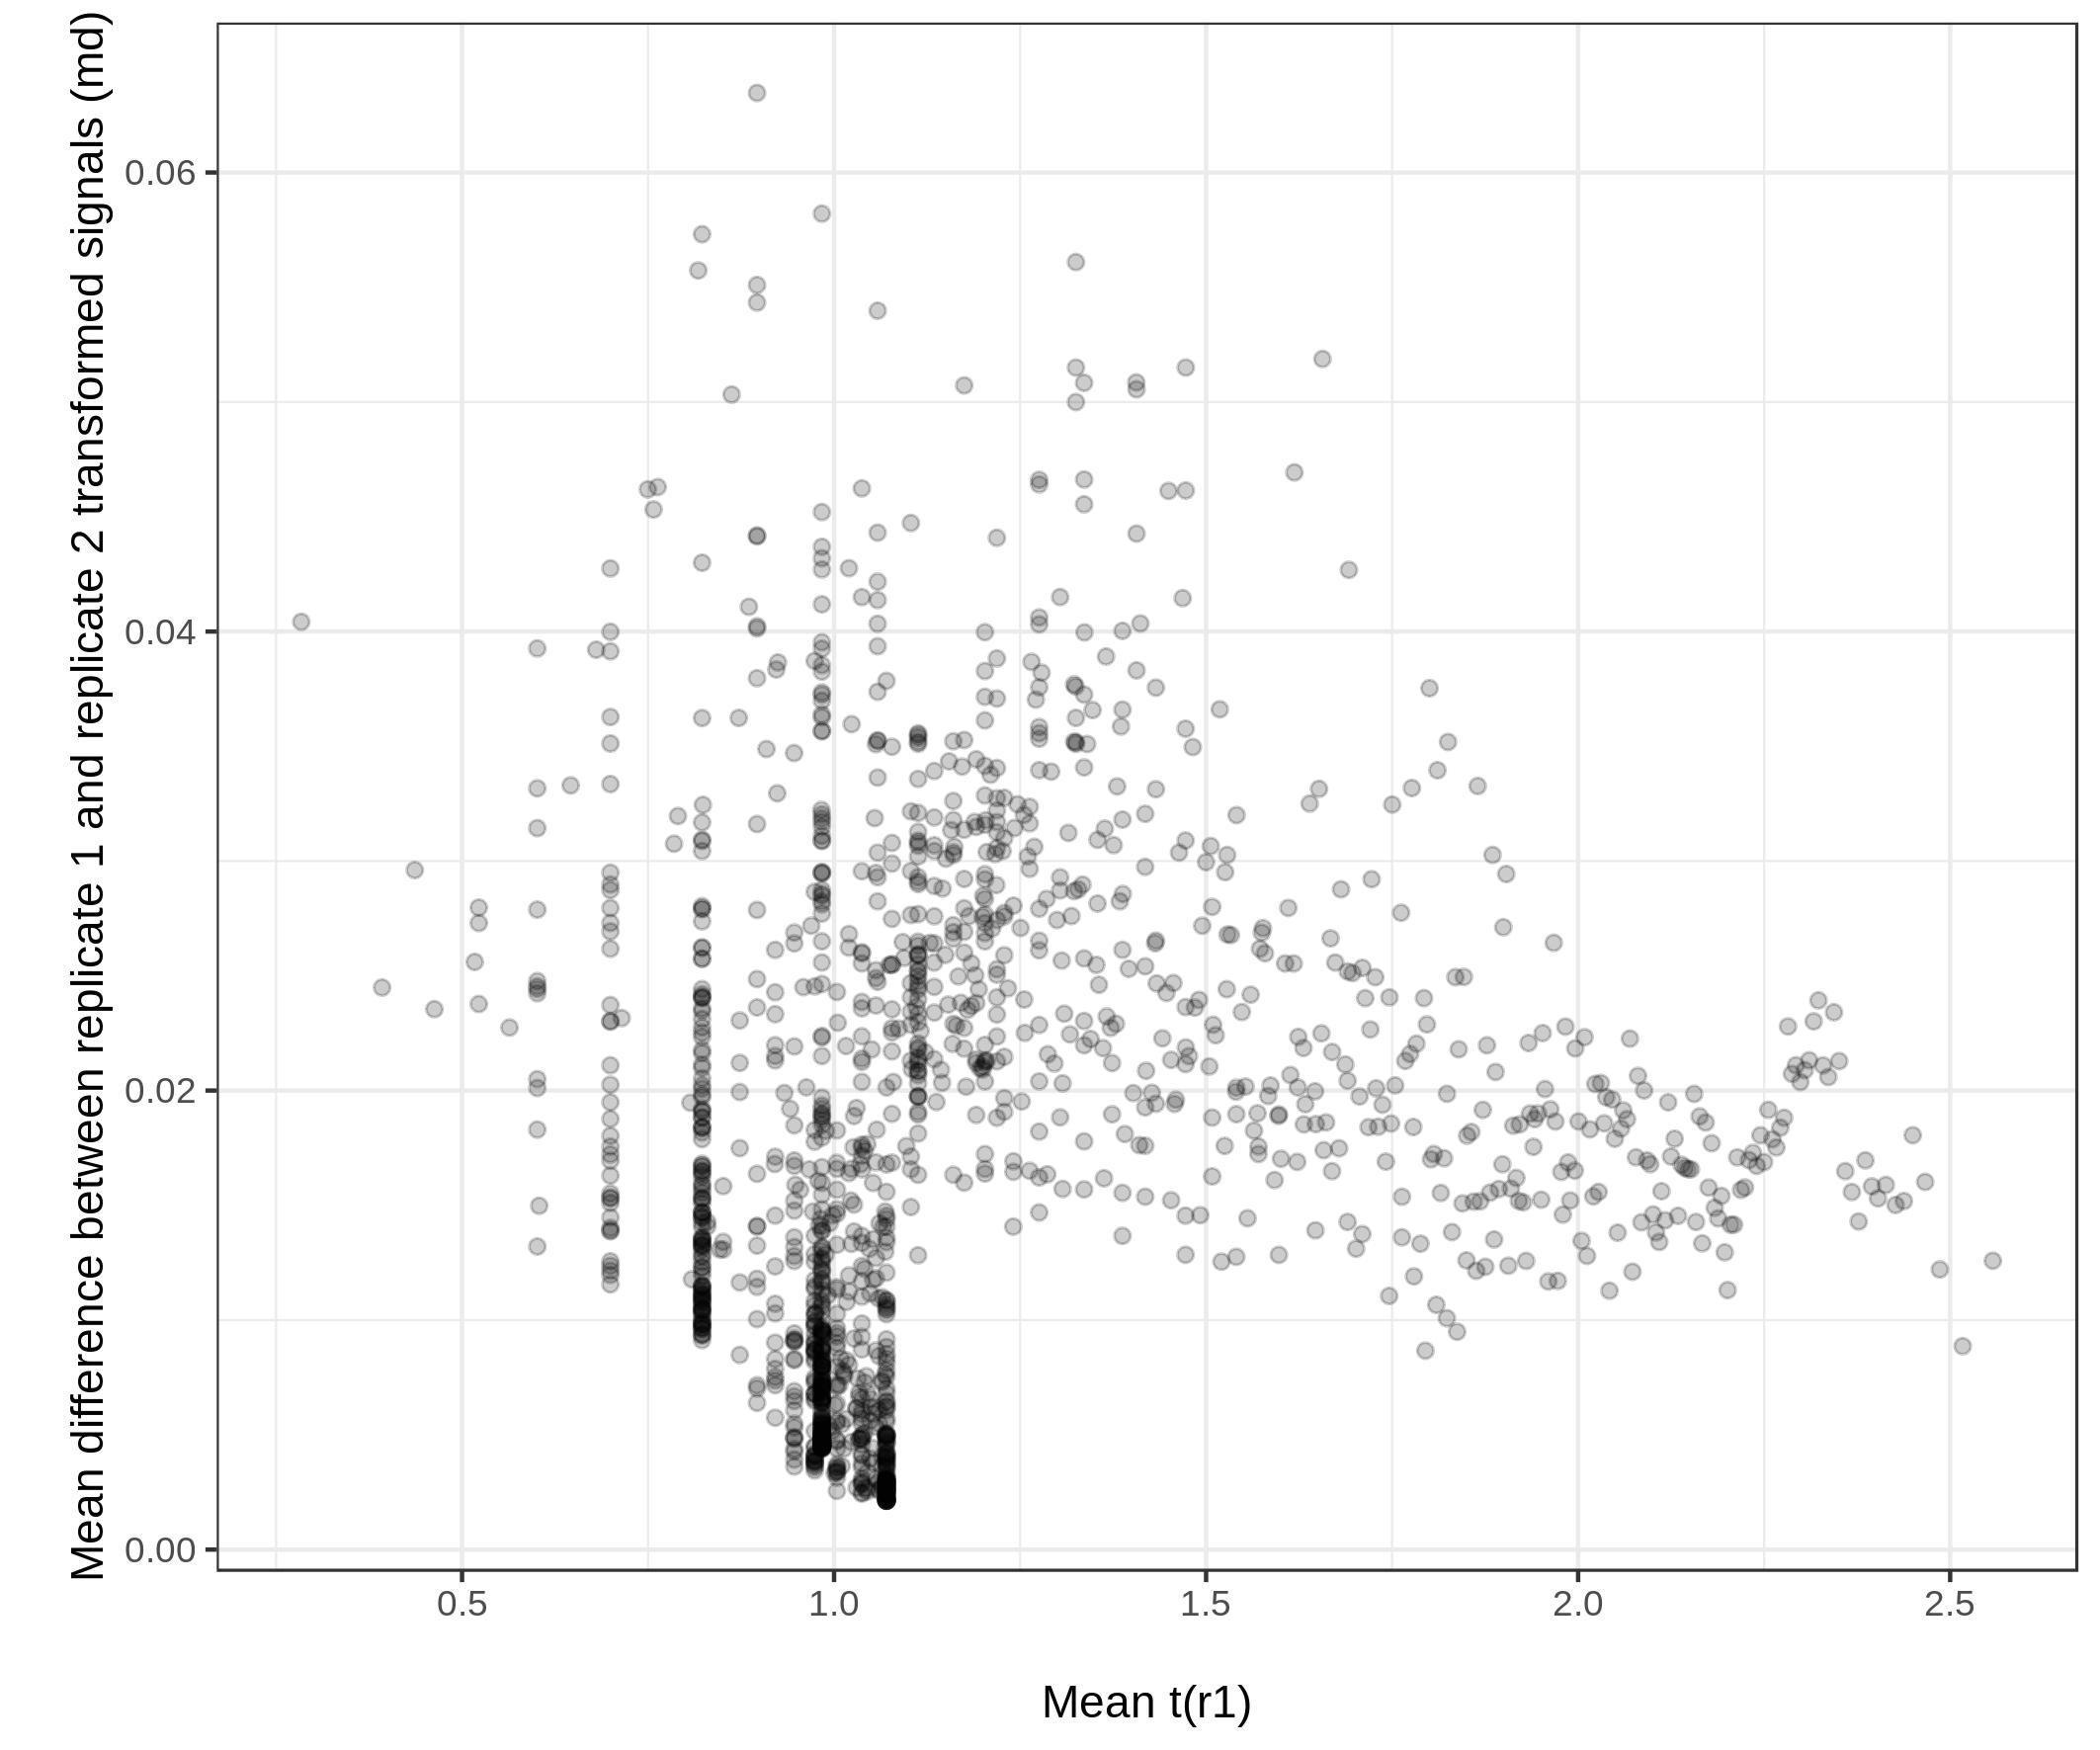 Mean difference between replicate 1 and replicate 2 transformed signals (md)
0.06
0.04
0.02
0.00
0.5 1.0 1.5 2.0 2.5
Mean t(r1)